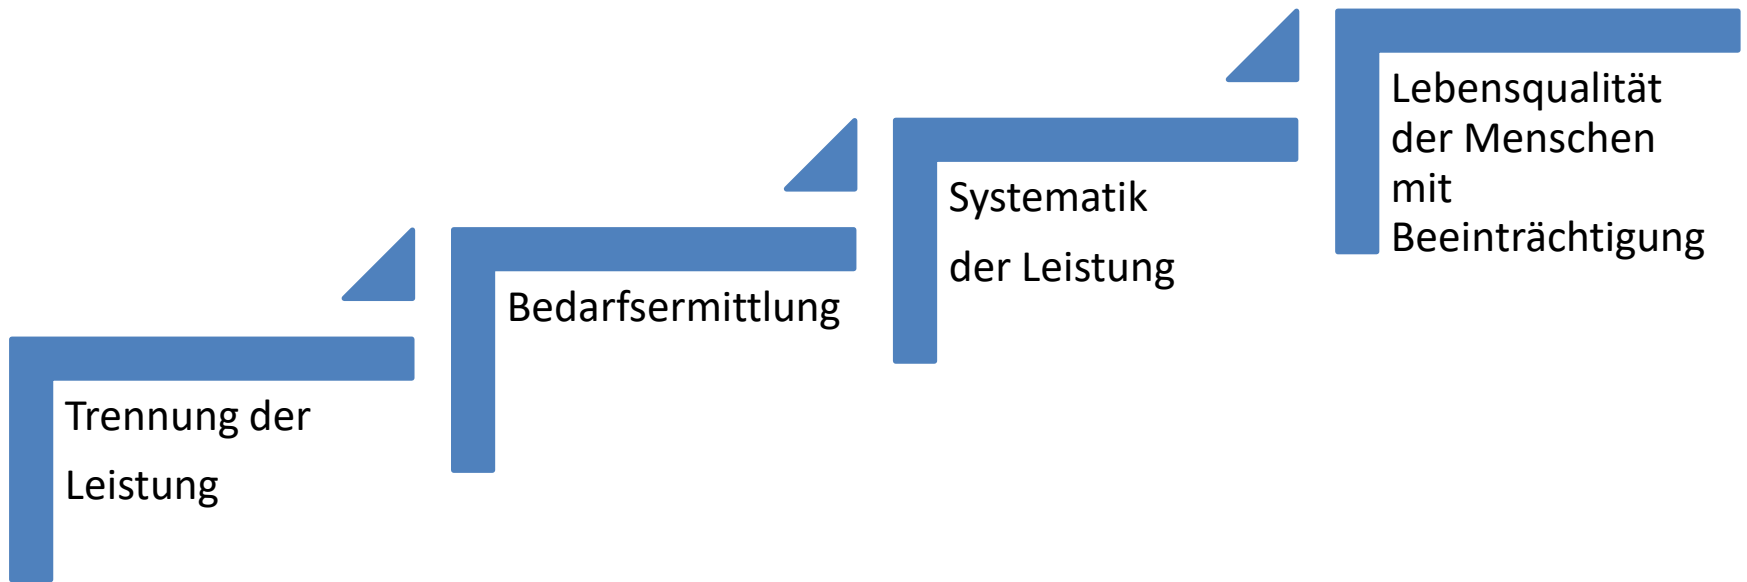 Trennung der
Leistung
Bedarfsermittlung
Systematik
der Leistung
Lebensqualität
der Menschen
mit
Beeinträchtigung